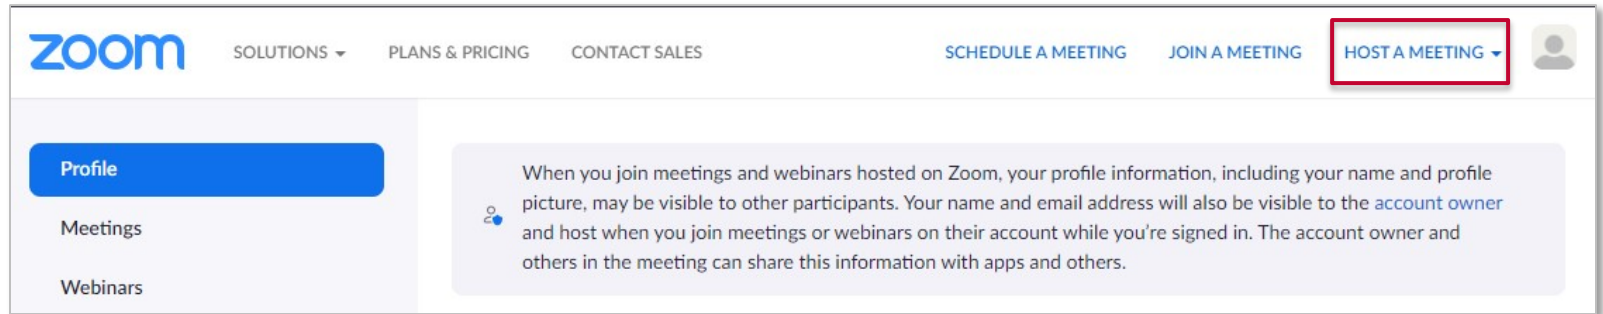 zoom SOLUTIONS PLANS & PRICING CONTACT SALES SCHEDULE A MEETING JOIN A MEETING HOST A MEETING
Profile
Meetings
Webinars
When you join meetings and webinars hosted on Zoom, your profile information, including your name and profile
picture, may be visible to other participants. Your name and email address will also be visible to the account owner
and host when you join meetings or webinars on their account while you're signed in. The account owner and
others in the meeting can share this information with apps and others.